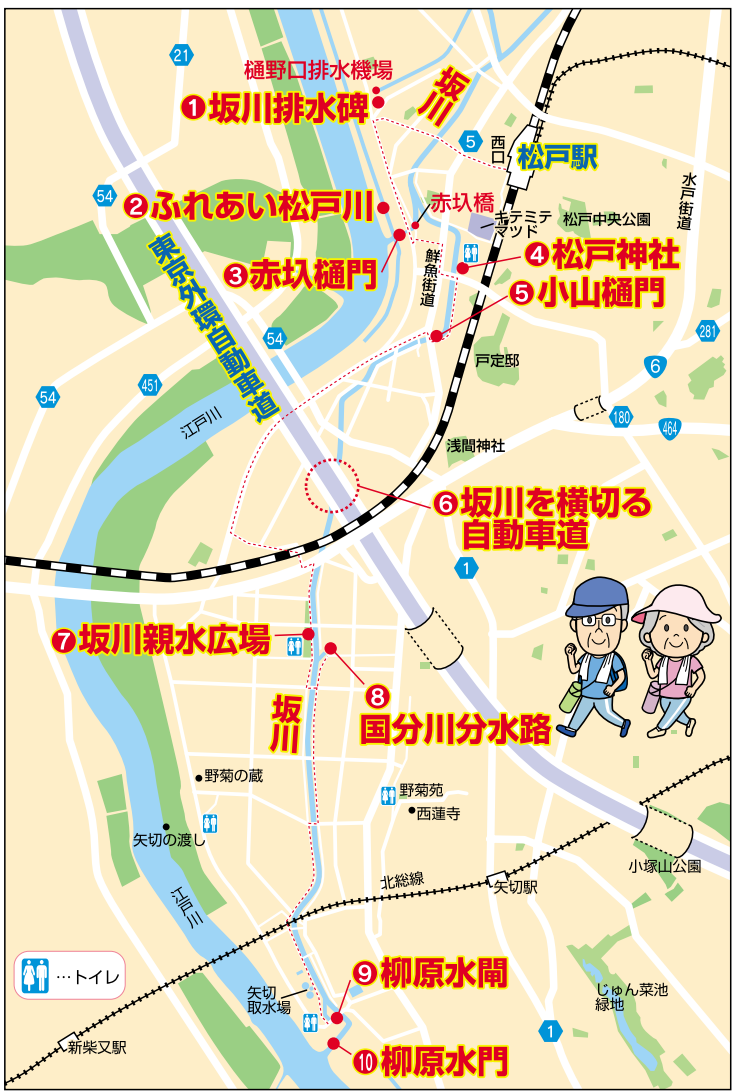 21
樋野口排水機場
坂川
❶坂川排水碑
5
西口
松戸駅
54
❷ふれあい松戸川
赤圦橋
キテミテ
マツド
松戸中央公園
水戸街道
東京外環自動車道
❸赤圦樋門
鮮魚街道
❹松戸神社
❺小山樋門
54
281
戸定邸
6
54
451
江戸川
180
464
浅間神社
❻坂川を横切る
自動車道
1
❼坂川親水広場
❽
国分川分水路
坂川
野菊の蔵
野菊苑
西蓮寺
矢切の渡し
小塚山公園
江戸川
北総線
矢切駅
…トイレ
❾柳原水閘
矢切
取水場
じゅん菜池
緑地
1
新柴又駅
❿柳原水門